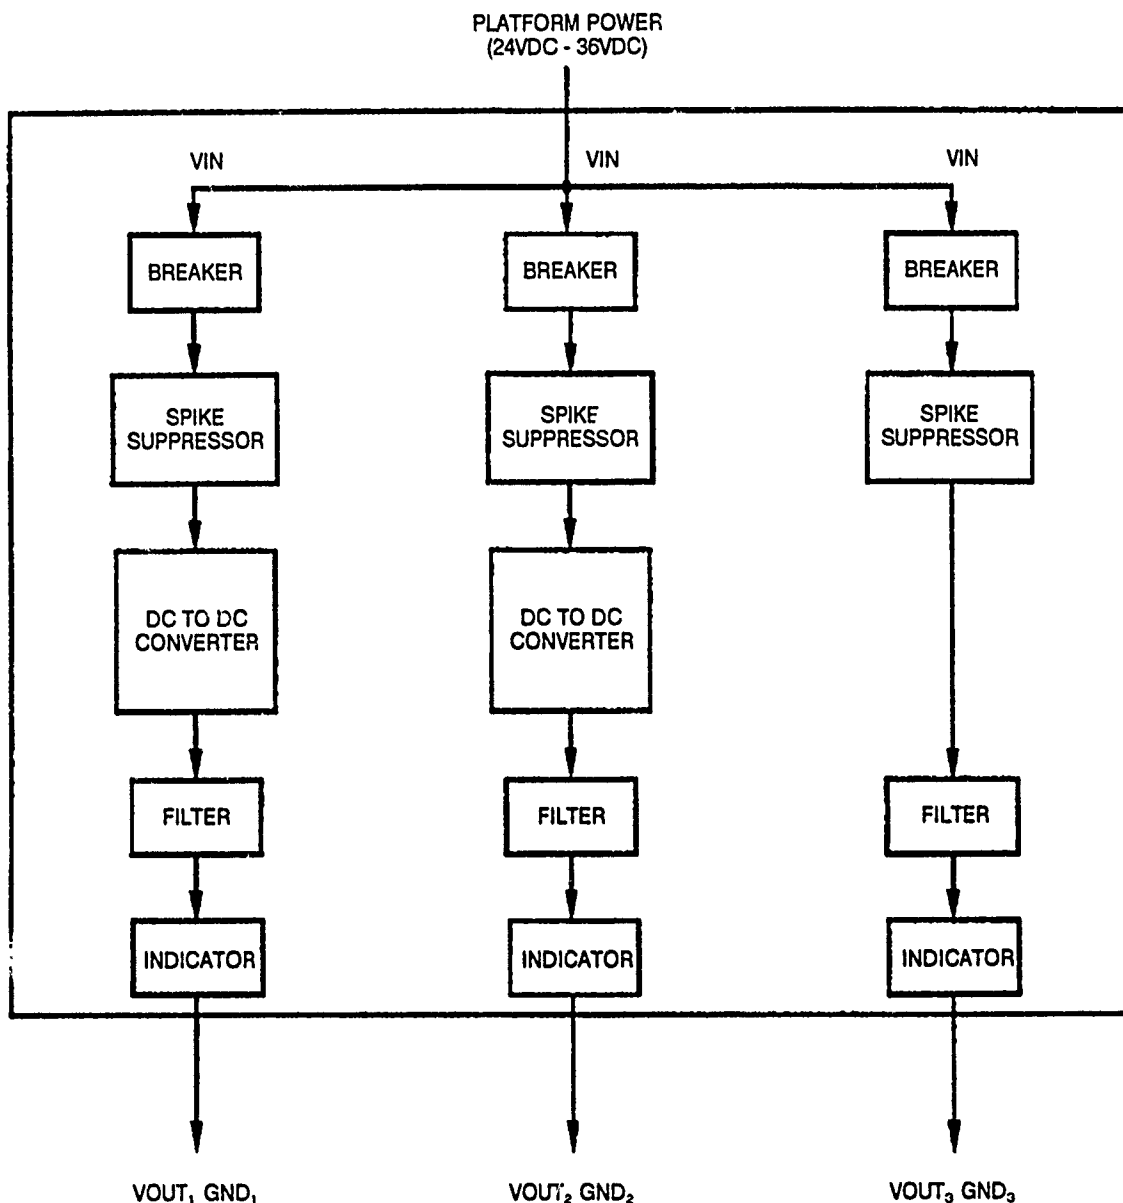 PLATFORM POWER
(24VDC - 36VDC)
VIN VIN VIN
BREAKER BREAKER BREAKER
SPIKE
SUPPRESSOR
SPIKE
SUPPRESSOR
SPIKE
SUPPRESSOR
DC TO DC
CONVERTER
DC TO DC
CONVERTER
FILTER FILTER FILTER
INDICATOR INDICATOR INDICATOR
VOUT₁ GND₁ VOUT₂ GND₂ VOUT₃ GND₃